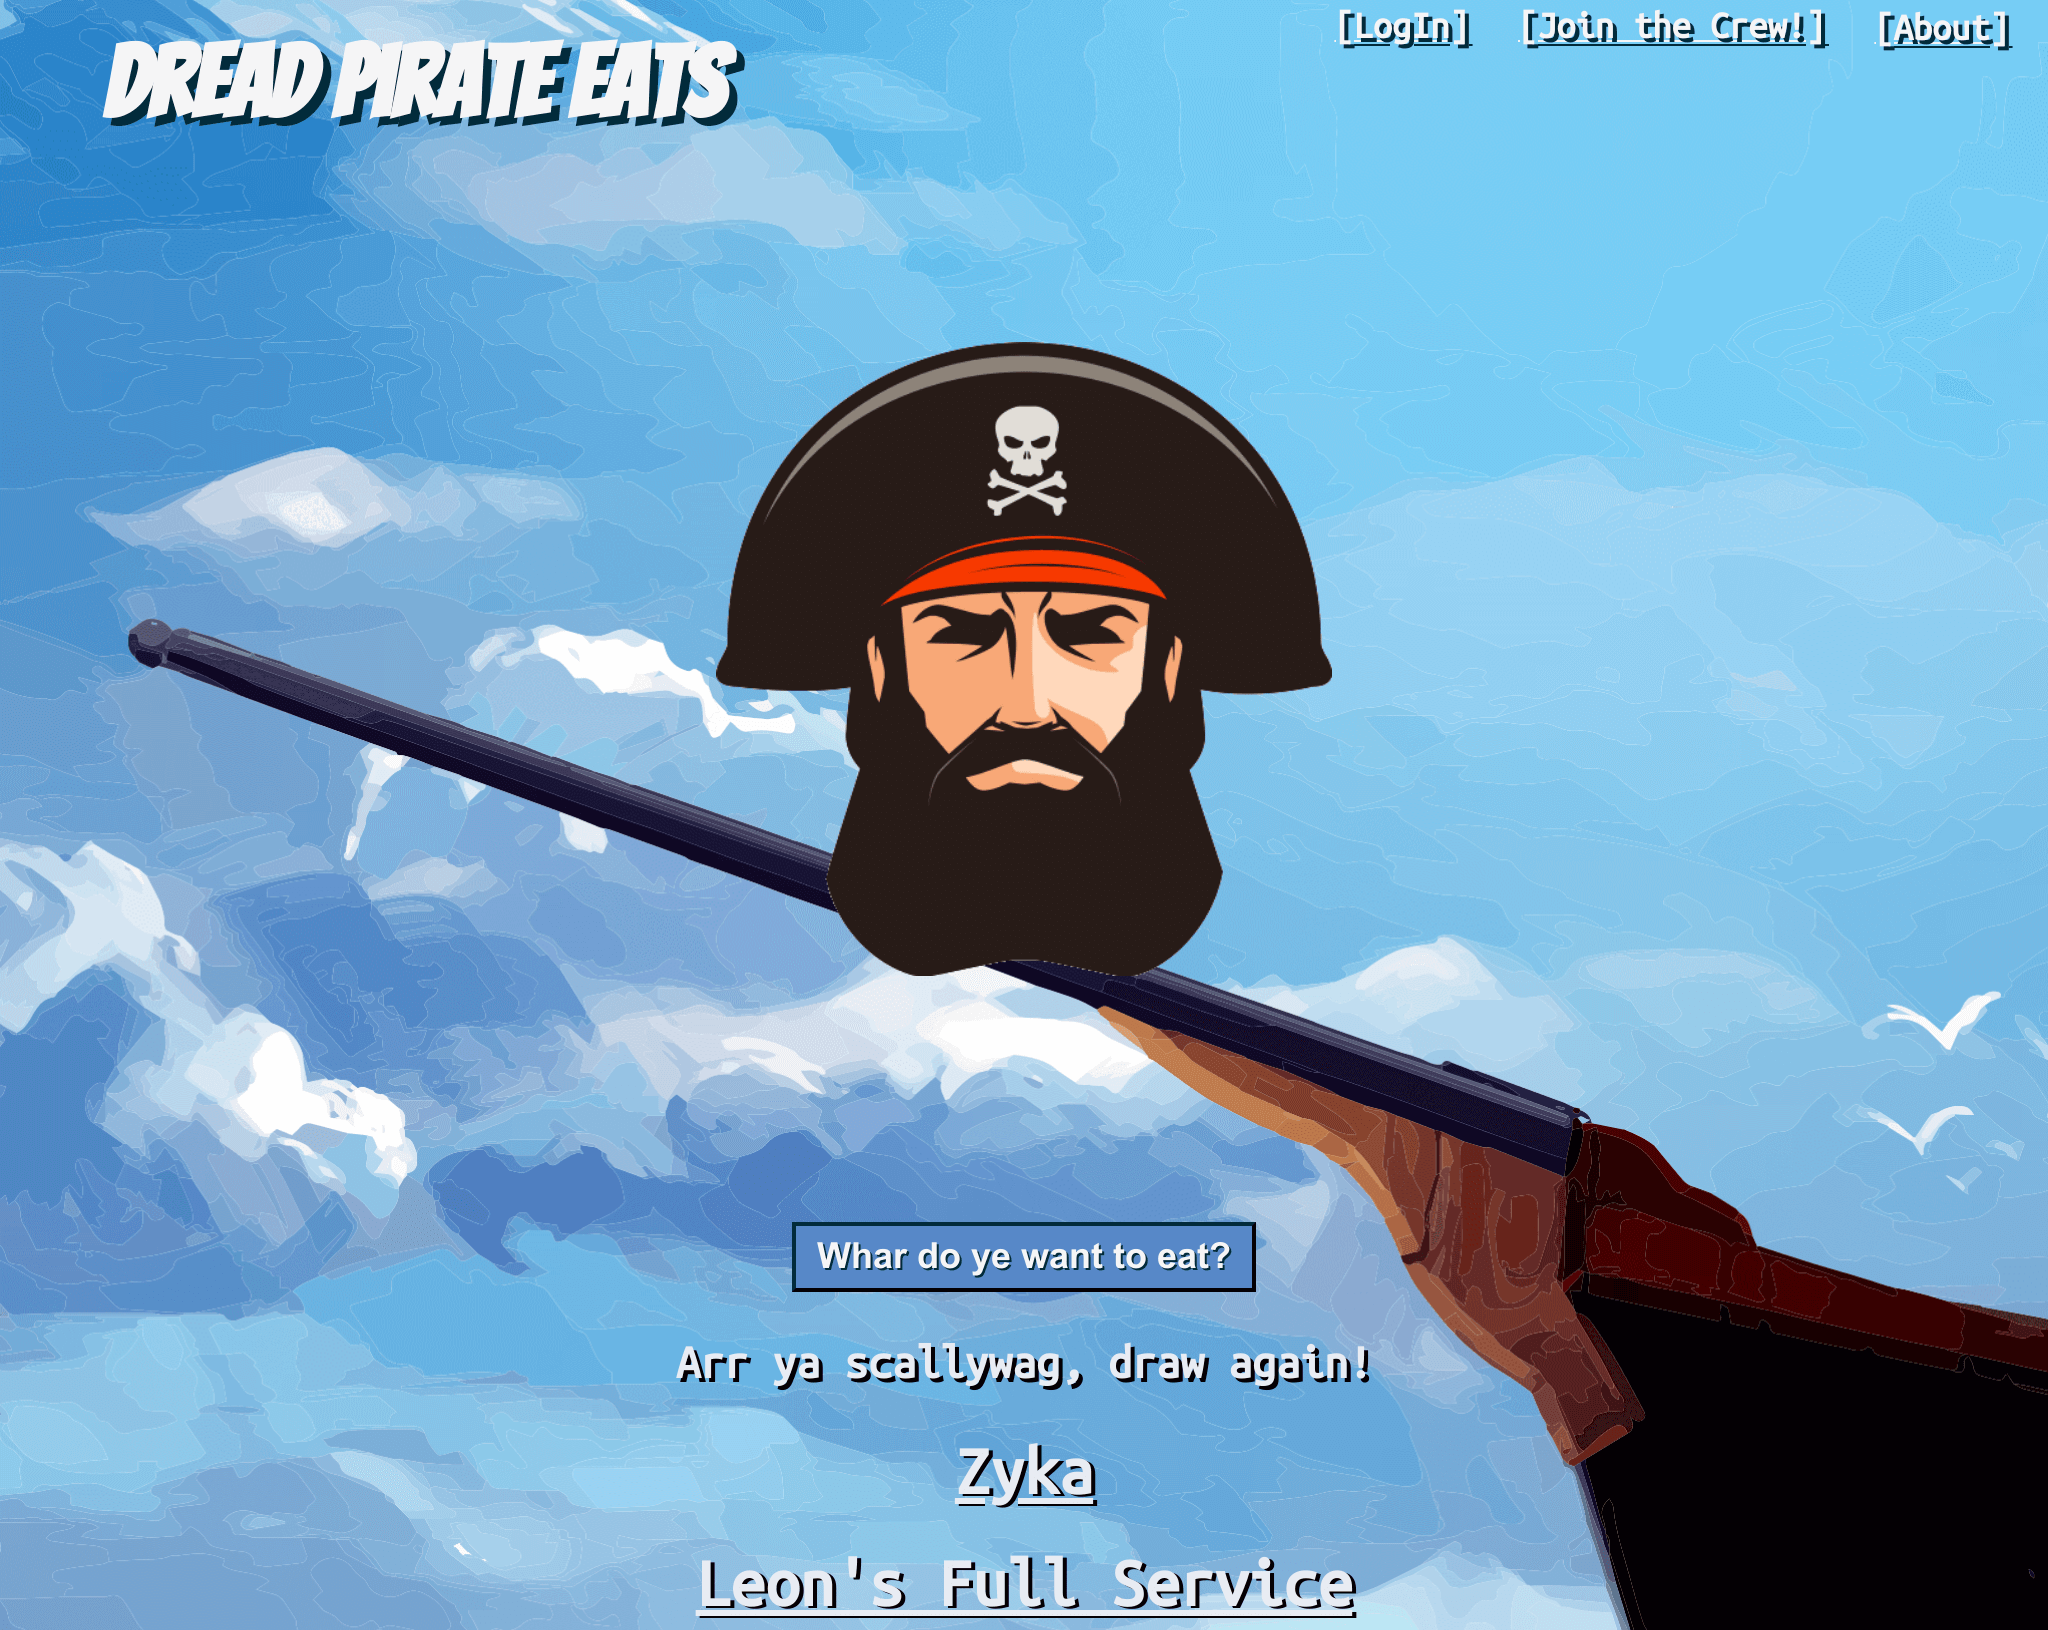 [LogIn] [Join the Crew!] [About]
DREAD PIRATE EATS
Whar do ye want to eat?
Arr ya scallywag, draw again!
Zyka
Leon's Full Service